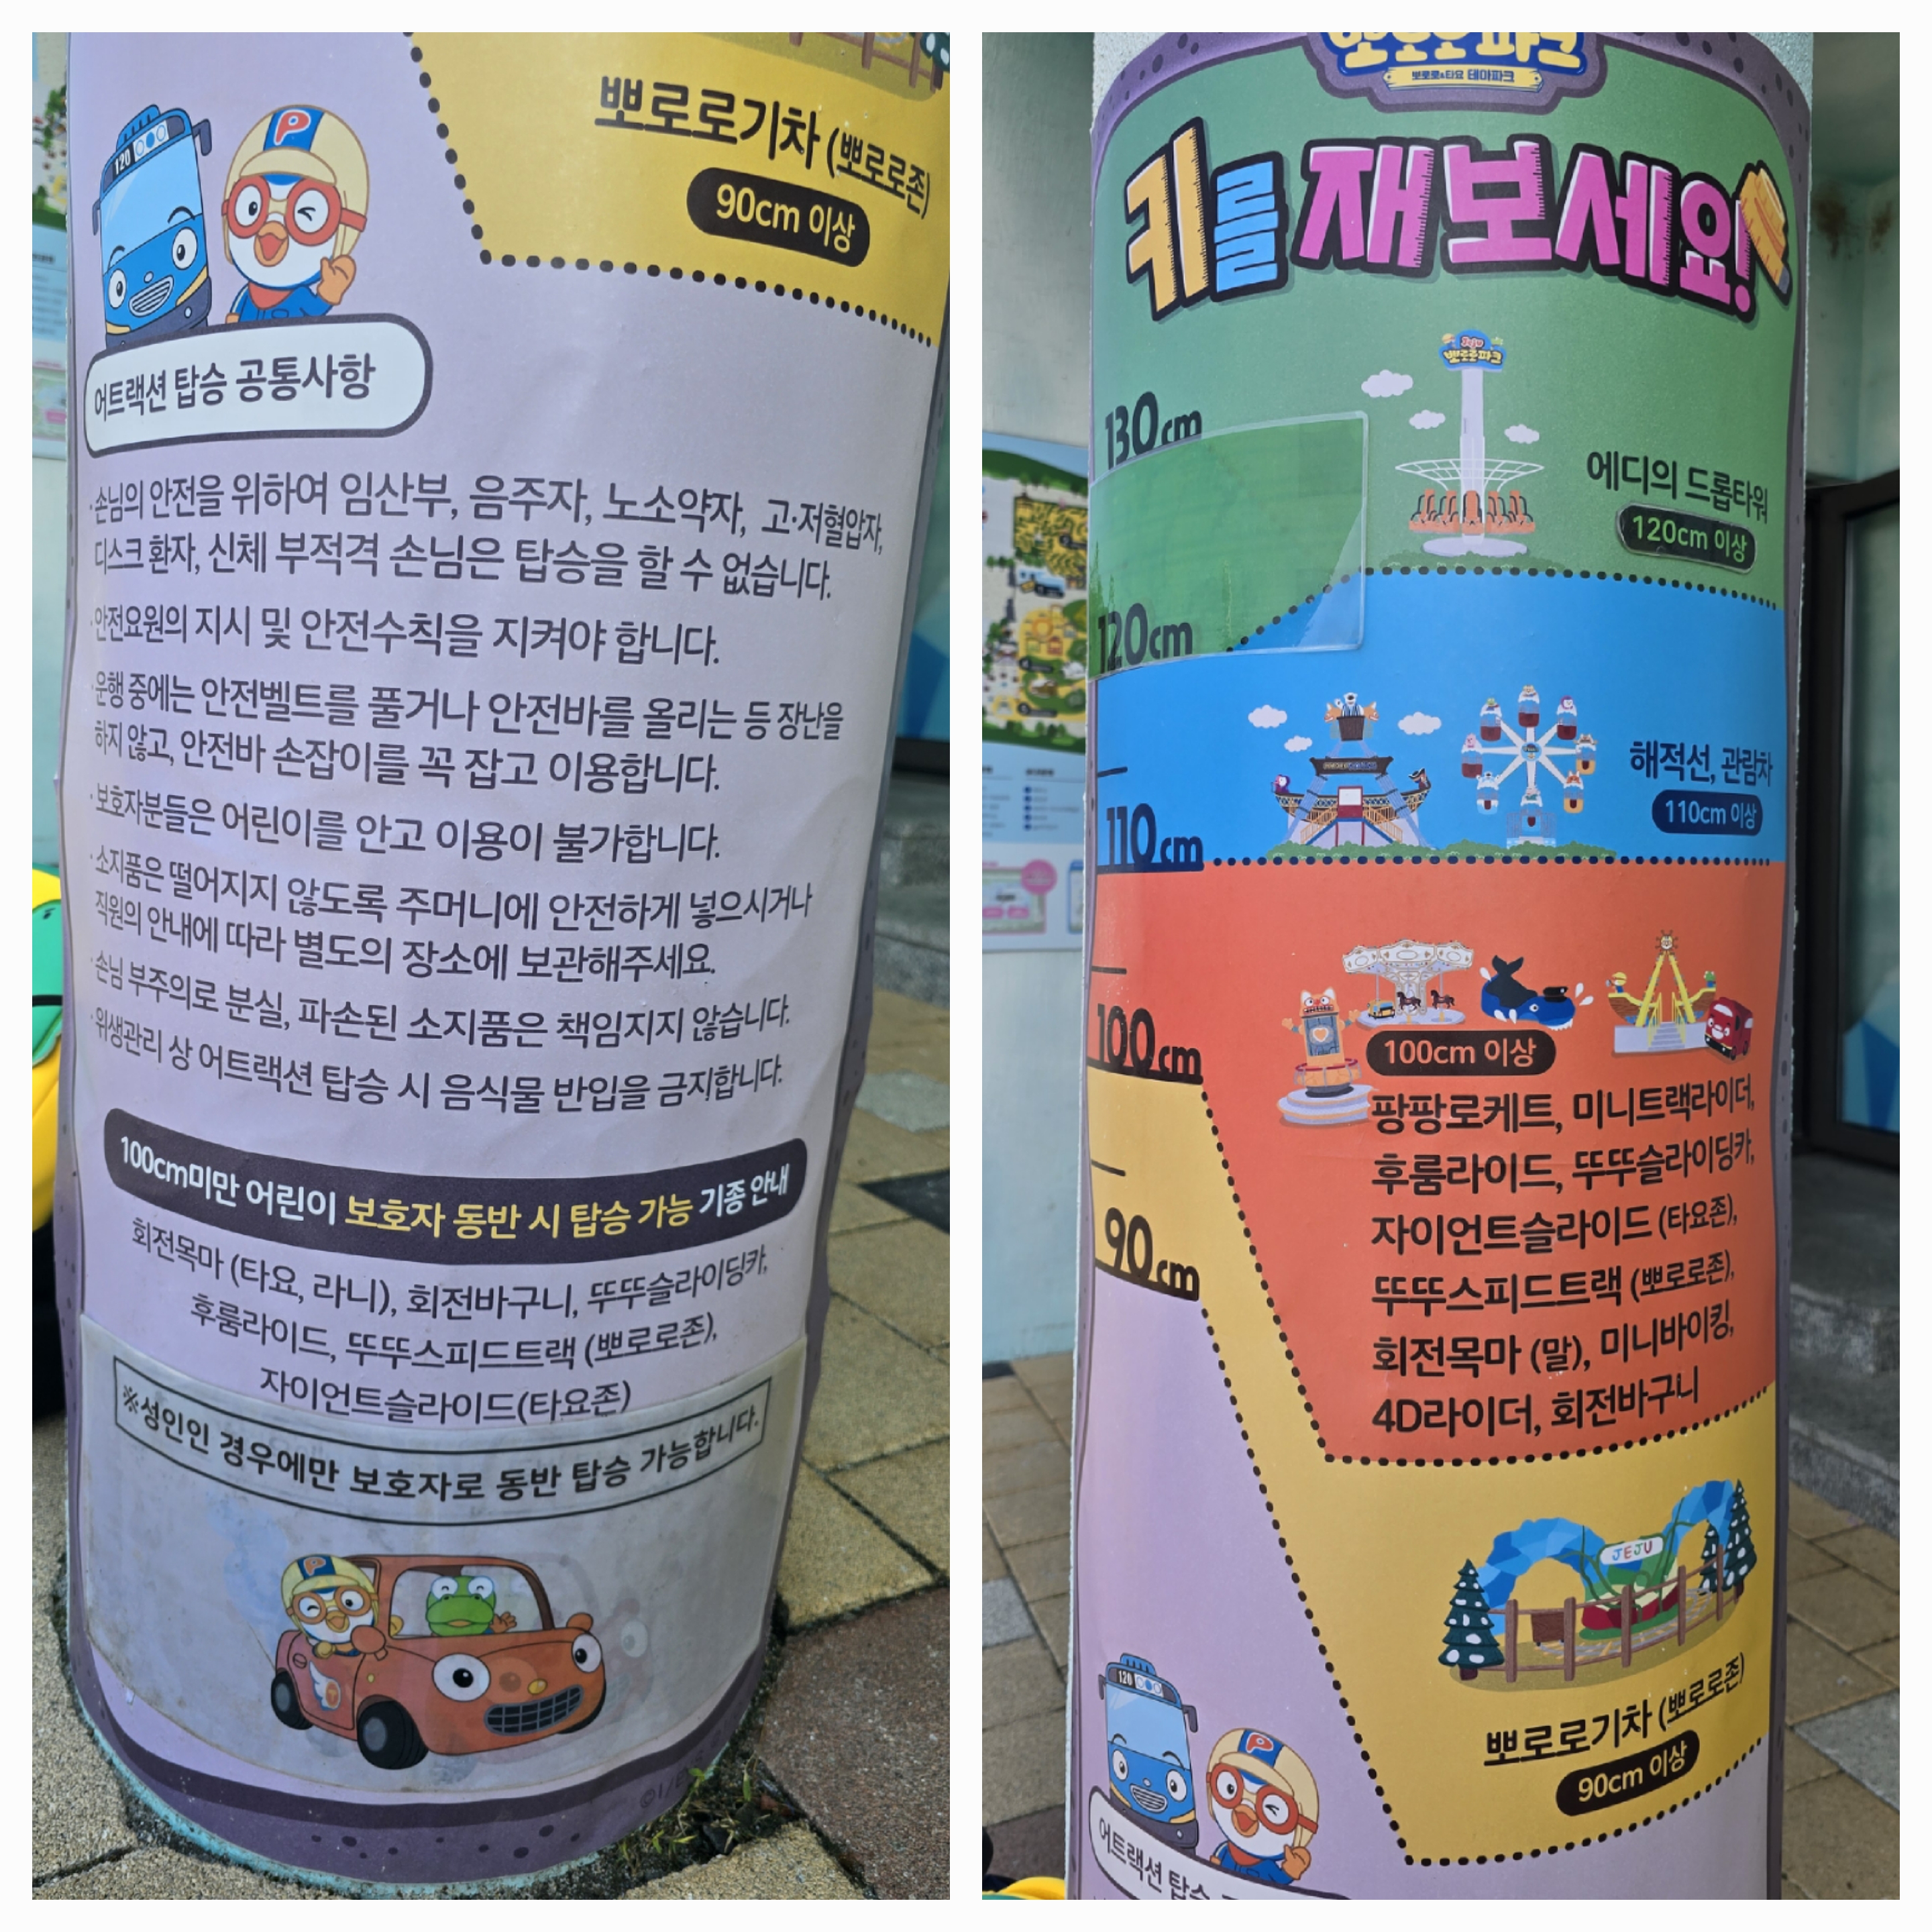 뽀로로기차 (뽀로로존)
90cm 이상
120
P
어트랙션 탑승 공통사항
·손님의 안전을 위하여 임산부, 음주자, 노소약자, 고·저혈압자,
디스크 환자, 신체 부적격 손님은 탑승을 할 수 없습니다.
·안전요원의 지시 및 안전수칙을 지켜야 합니다.
·운행 중에는 안전벨트를 풀거나 안전바를 올리는 등 장난을
하지 않고, 안전바 손잡이를 꼭 잡고 이용합니다.
·보호자분들은 어린이를 안고 이용이 불가합니다.
·소지품은 떨어지지 않도록 주머니에 안전하게 넣으시거나
직원의 안내에 따라 별도의 장소에 보관해주세요.
·손님 부주의로 분실, 파손된 소지품은 책임지지 않습니다.
·위생관리 상 어트랙션 탑승 시 음식물 반입을 금지합니다.
100cm미만 어린이 보호자 동반 시 탑승 가능 기종 안내
회전목마 (타요, 라니), 회전바구니, 뚜뚜슬라이딩카,
후룸라이드, 뚜뚜스피드트랙 (뽀로로존),
자이언트슬라이드(타요존)
※성인인 경우에만 보호자로 동반 탑승 가능합니다.
P
뽀로로파크
뽀로로&타요 테마파크
키를 재보세요!
Jeju
뽀로로파크
130cm
에디의 드롭타워
120cm 이상
120cm
해적선, 관람차
110cm 이상
110cm
100cm
100cm 이상
팡팡로케트, 미니트랙라이더,
후룸라이드, 뚜뚜슬라이딩카,
자이언트슬라이드 (타요존),
뚜뚜스피드트랙 (뽀로로존),
회전목마 (말), 미니바이킹,
4D라이더, 회전바구니
90cm
JEJU
뽀로로기차 (뽀로로존)
90cm 이상
120
P
어트랙션 탑승